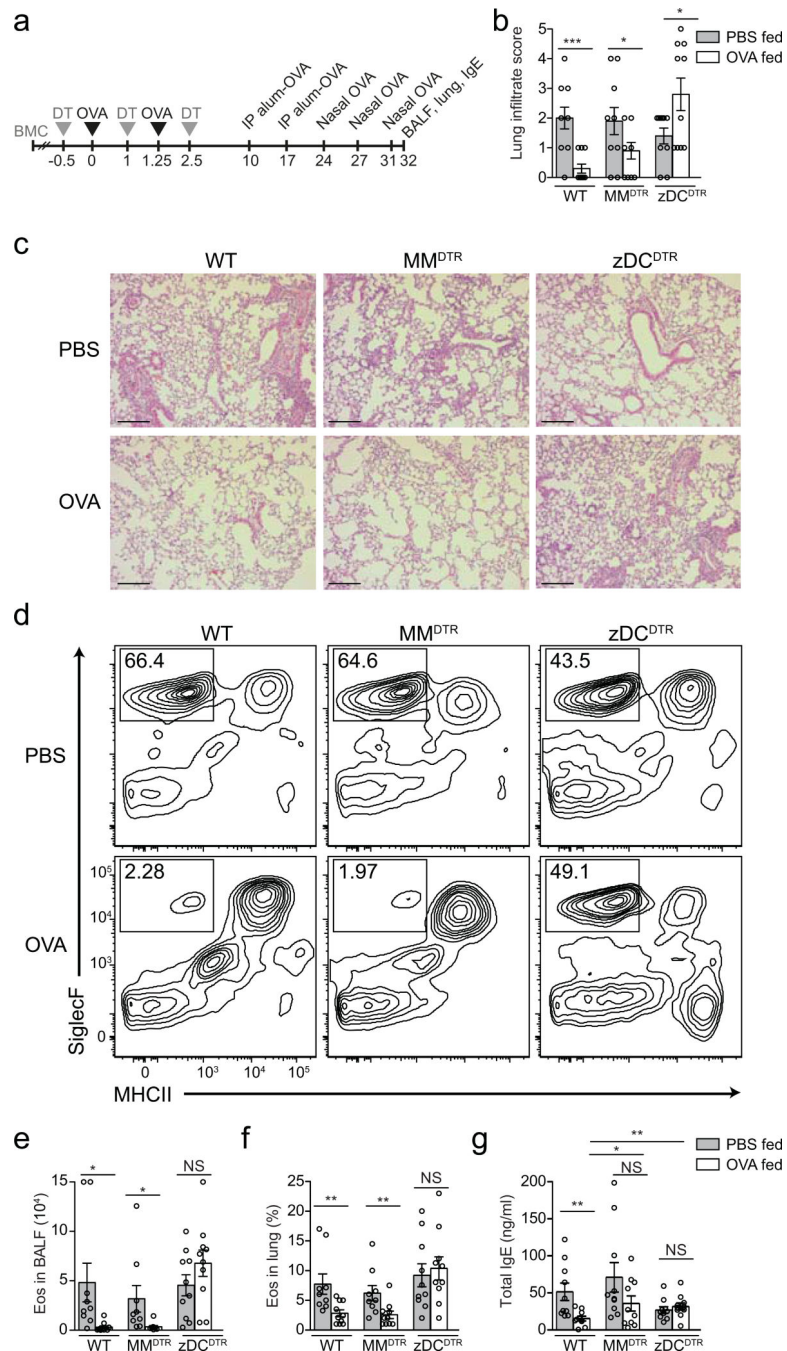 a
DT OVA DT OVA DT
BMC
-0.5 0 1 1.25 2.5 10 17 24 27 31 32
IP alum-OVA
IP alum-OVA
Nasal OVA
Nasal OVA
Nasal OVA
BALF, lung, IgE
b
*** * *
PBS fed
OVA fed
Lung infiltrate score
5
4
3
2
1
0
WT MMDTR zDCDTR
c
WT MMDTR zDCDTR
PBS
OVA
d
WT MMDTR zDCDTR
PBS
66.4 64.6 43.5
OVA
2.28 1.97 49.1
10⁵
10⁴
10³
0
SiglecF
0 10³ 10⁴ 10⁵
MHCII
e
* * NS
Eos in BALF (10⁴)
15
10
5
0
WT MMDTR zDCDTR
f
** ** NS
Eos in lung (%)
25
20
15
10
5
0
WT MMDTR zDCDTR
g
**
*
** NS NS
PBS fed
OVA fed
Total IgE (ng/ml)
200
150
100
50
0
WT MMDTR zDCDTR